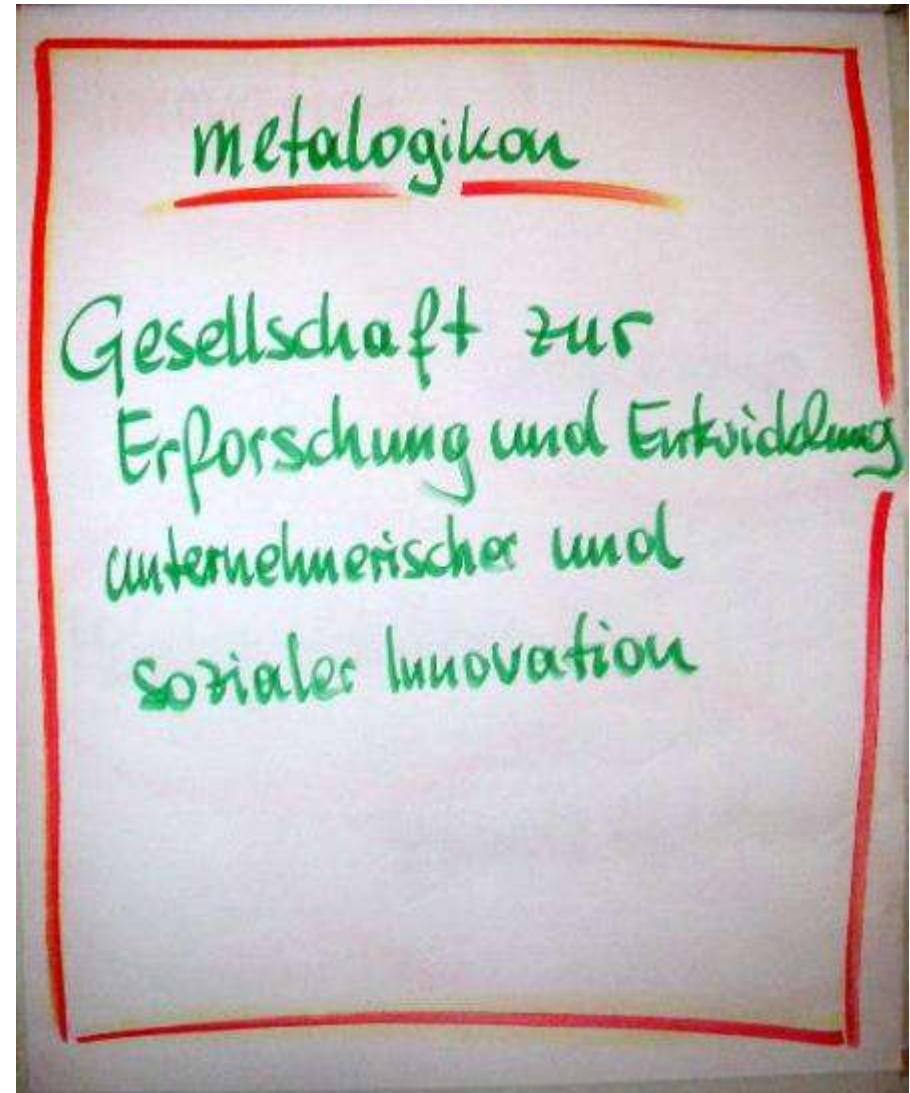 metalogikon
Gesellschaft zur
Erforschung und Entwicklung
unternehmerischer und
sozialer Innovation